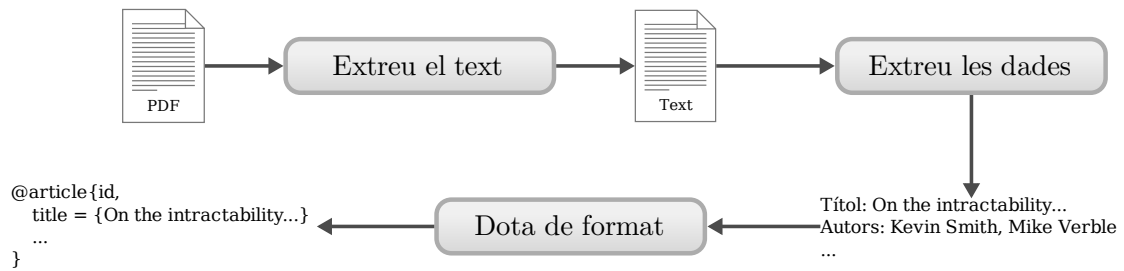 PDF
Extreu el text
Text
Extreu les dades
Títol: On the intractability...
Autors: Kevin Smith, Mike Verble
...
Dota de format
@article{id,
title = {On the intractability...}
...
}